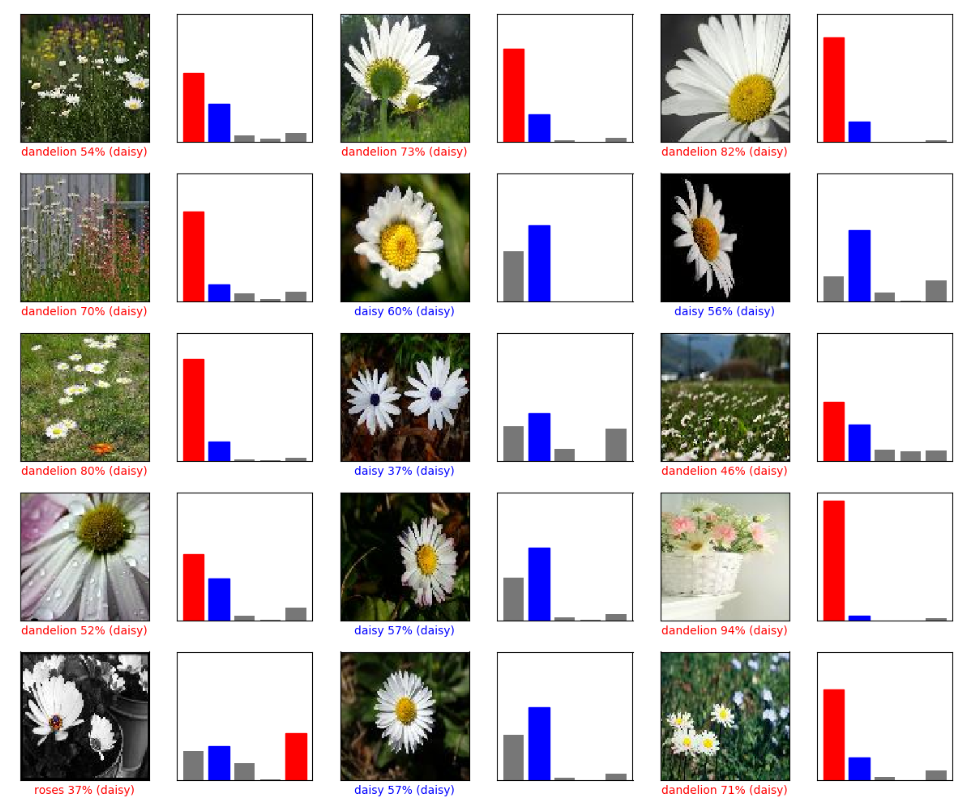 dandelion 54% (daisy)
dandelion 73% (daisy)
dandelion 82% (daisy)
dandelion 70% (daisy)
daisy 60% (daisy)
daisy 56% (daisy)
dandelion 80% (daisy)
daisy 37% (daisy)
dandelion 46% (daisy)
dandelion 52% (daisy)
daisy 57% (daisy)
dandelion 94% (daisy)
roses 37% (daisy)
daisy 57% (daisy)
dandelion 71% (daisy)